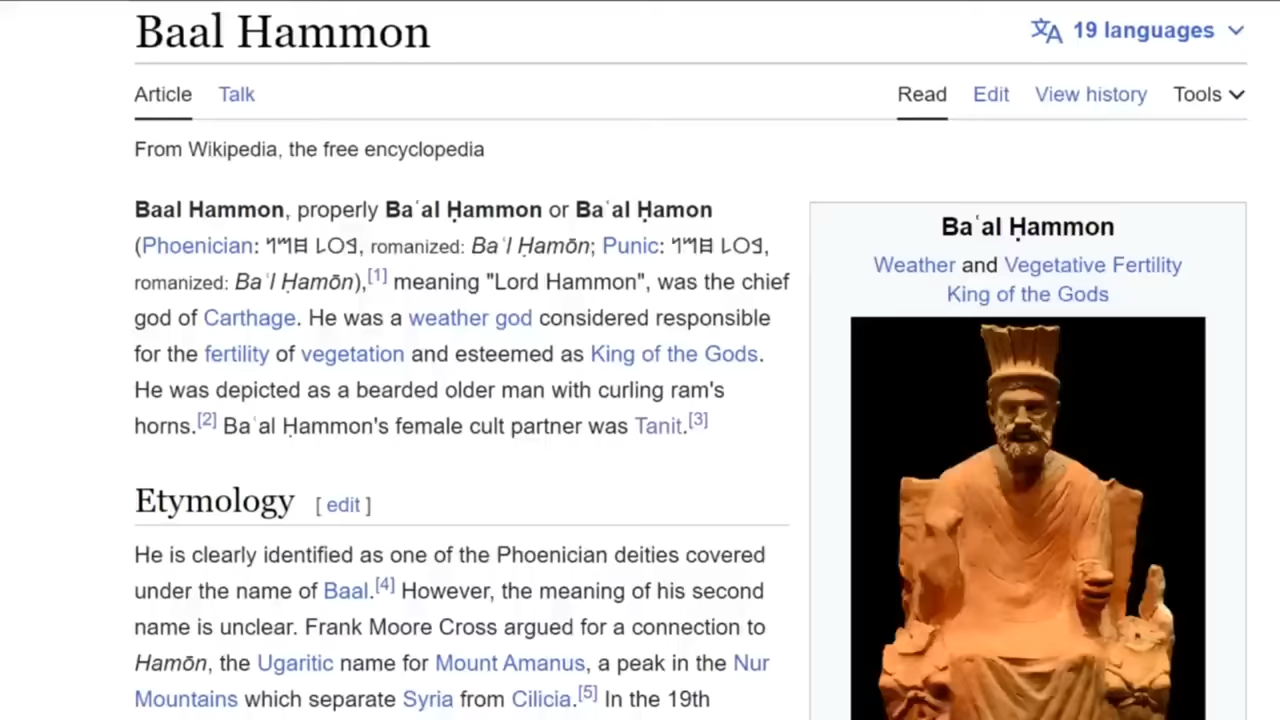 Baal Hammon
19 languages
Article Talk Read Edit View history Tools
From Wikipedia, the free encyclopedia
Baal Hammon, properly Baʿal Ḥammon or Baʿal Ḥamon
(Phoenician: 𐤁𐤏𐤋 𐤇𐤌𐤍, romanized: Baʿl Ḥamōn; Punic: 𐤁𐤏𐤋 𐤇𐤌𐤍,
romanized: Baʿl Ḥamōn),[1] meaning "Lord Hammon", was the chief
god of Carthage. He was a weather god considered responsible
for the fertility of vegetation and esteemed as King of the Gods.
He was depicted as a bearded older man with curling ram's
horns.[2] Baʿal Ḥammon's female cult partner was Tanit.[3]
Etymology [ edit ]
He is clearly identified as one of the Phoenician deities covered
under the name of Baal.[4] However, the meaning of his second
name is unclear. Frank Moore Cross argued for a connection to
Hamōn, the Ugaritic name for Mount Amanus, a peak in the Nur
Mountains which separate Syria from Cilicia.[5] In the 19th
Baʿal Ḥammon
Weather and Vegetative Fertility
King of the Gods